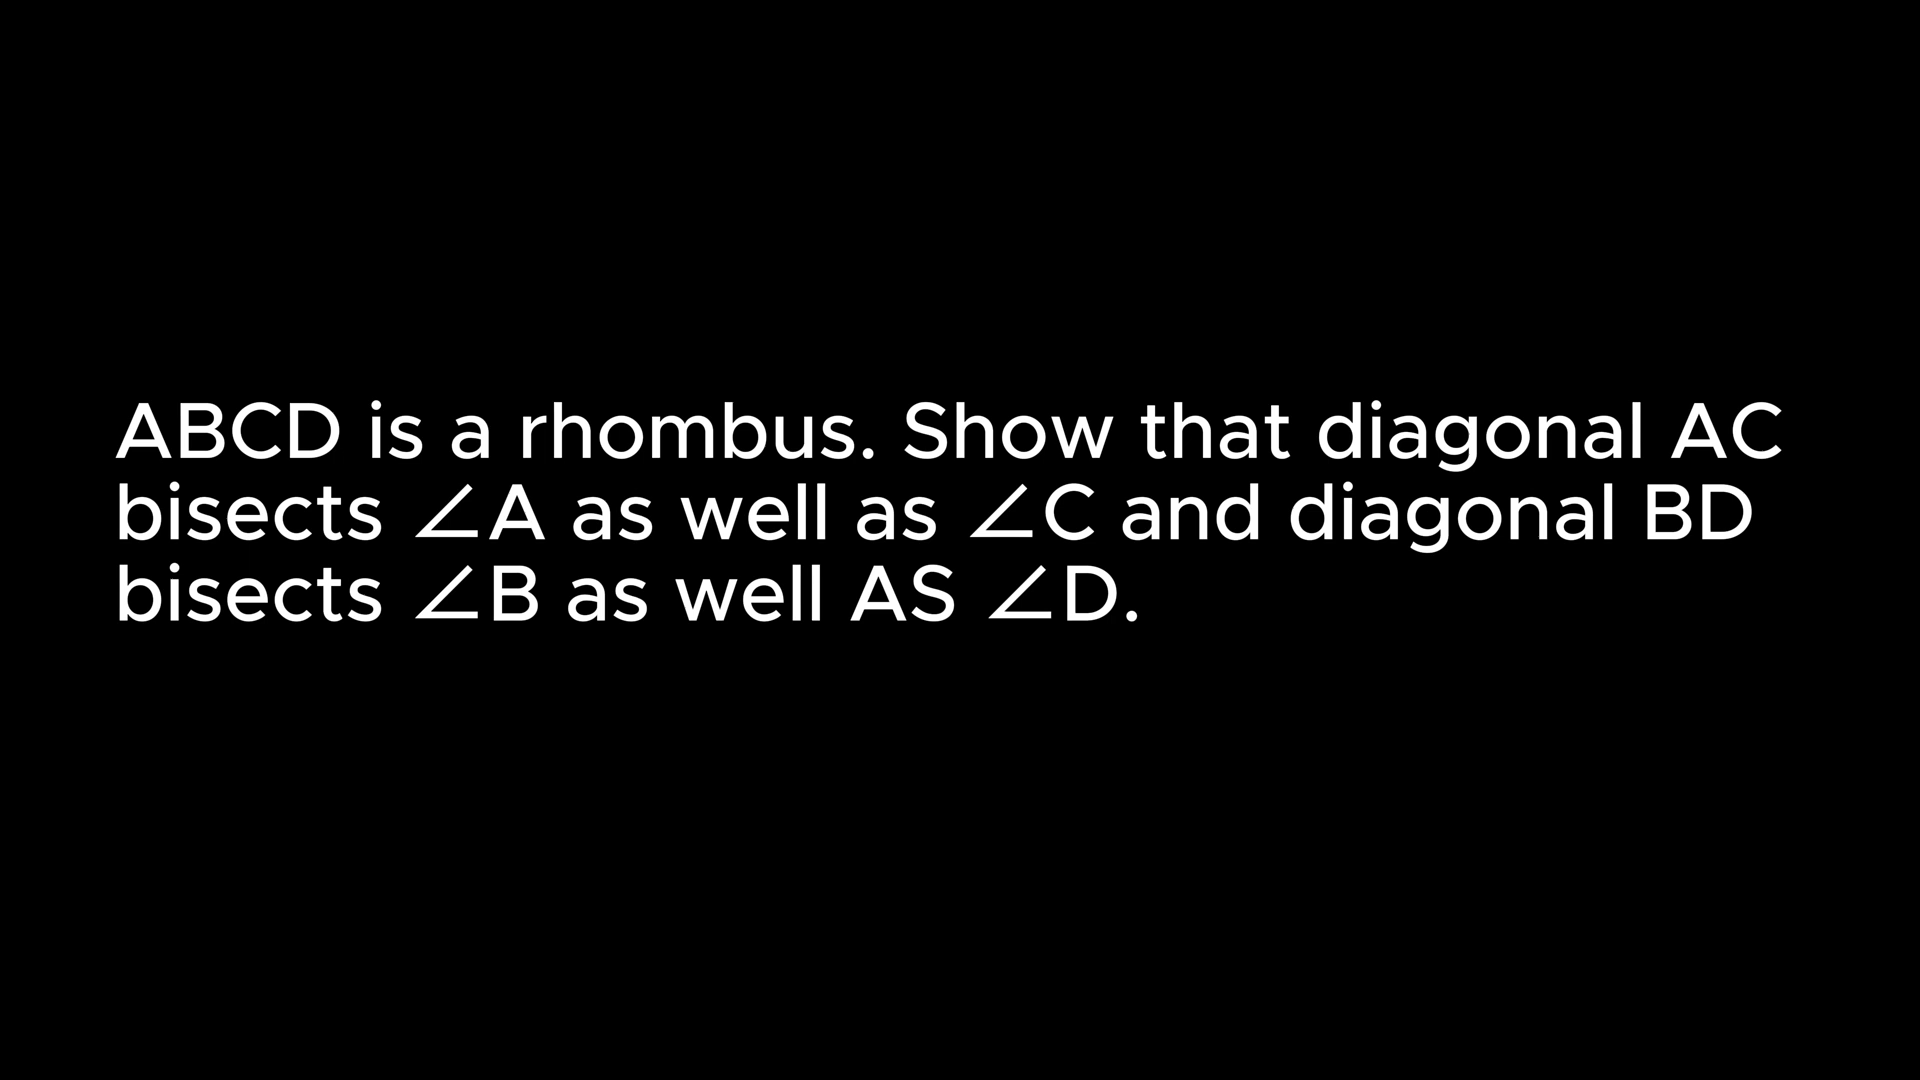 ABCD is a rhombus. Show that diagonal AC
bisects ∠A as well as ∠C and diagonal BD
bisects ∠B as well AS ∠D.